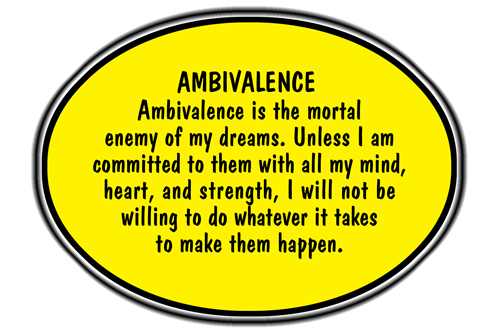 AMBIVALENCE
Ambivalence is the mortal
enemy of my dreams. Unless I am
committed to them with all my mind,
heart, and strength, I will not be
willing to do whatever it takes
to make them happen.